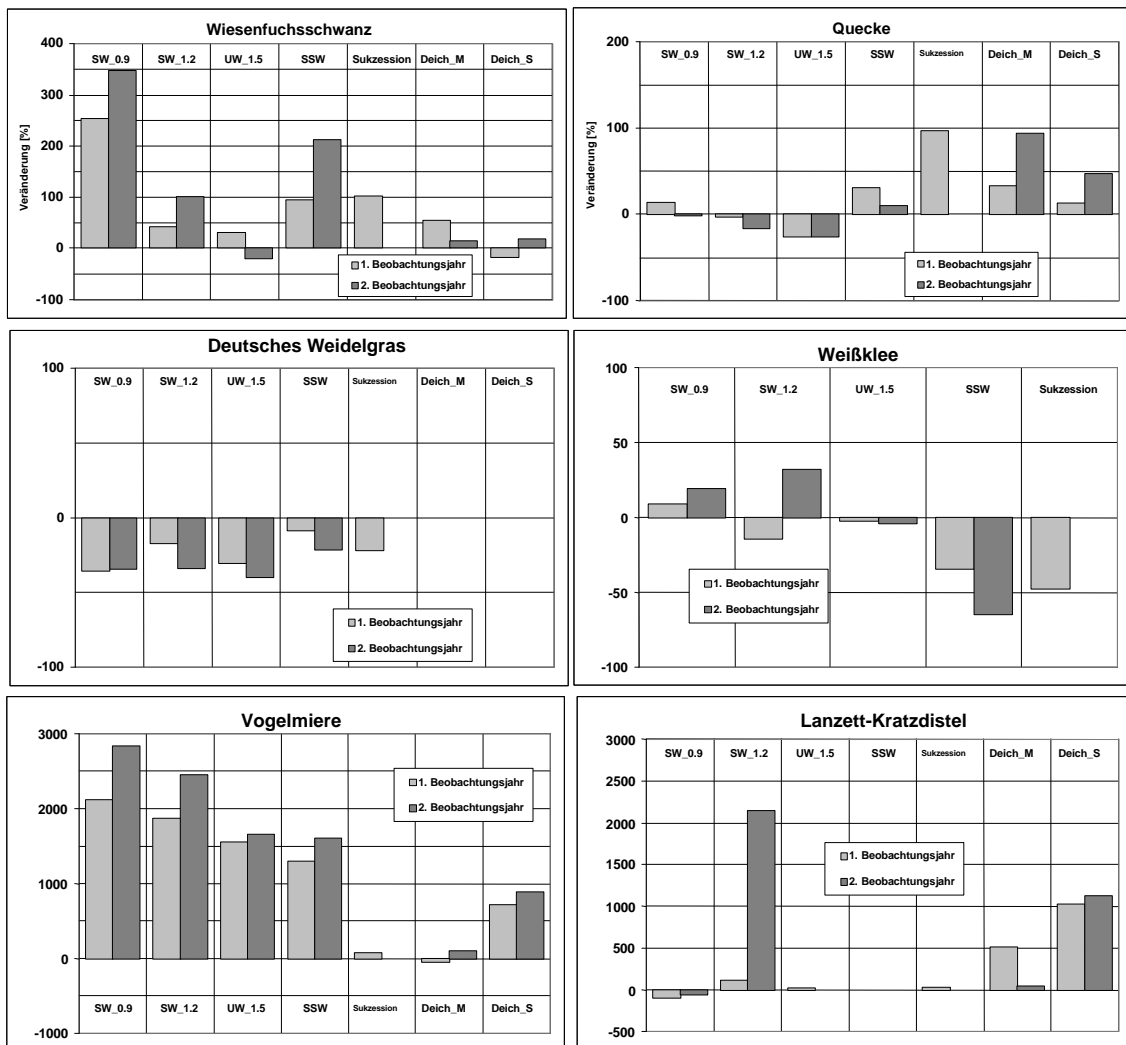 Wiesenfuchsschwanz
400
300
200
100
0
-100
Veränderung [%]
SW_0.9 SW_1.2 UW_1.5 SSW Sukzession Deich_M Deich_S
1. Beobachtungsjahr
2. Beobachtungsjahr
Quecke
200
100
0
-100
Veränderung [%]
SW_0.9 SW_1.2 UW_1.5 SSW Sukzession Deich_M Deich_S
1. Beobachtungsjahr
2. Beobachtungsjahr
Deutsches Weidelgras
100
0
-100
SW_0.9 SW_1.2 UW_1.5 SSW Sukzession Deich_M Deich_S
1. Beobachtungsjahr
2. Beobachtungsjahr
Weißklee
100
50
0
-50
-100
SW_0.9 SW_1.2 UW_1.5 SSW Sukzession
1. Beobachtungsjahr
2. Beobachtungsjahr
Vogelmiere
3000
2000
1000
0
-1000
1. Beobachtungsjahr
2. Beobachtungsjahr
SW_0.9 SW_1.2 UW_1.5 SSW Sukzession Deich_M Deich_S
Lanzett-Kratzdistel
3000
2500
2000
1500
1000
500
0
-500
SW_0.9 SW_1.2 UW_1.5 SSW Sukzession Deich_M Deich_S
1. Beobachtungsjahr
2. Beobachtungsjahr